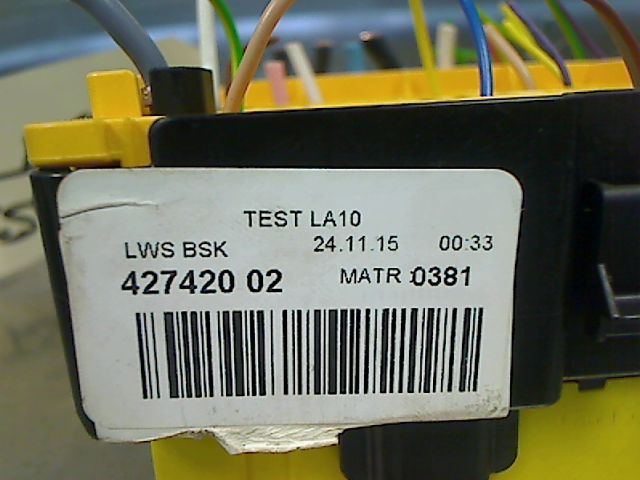 TEST LA10
LWS BSK 24.11.15 00:33
427420 02 MATR :0381